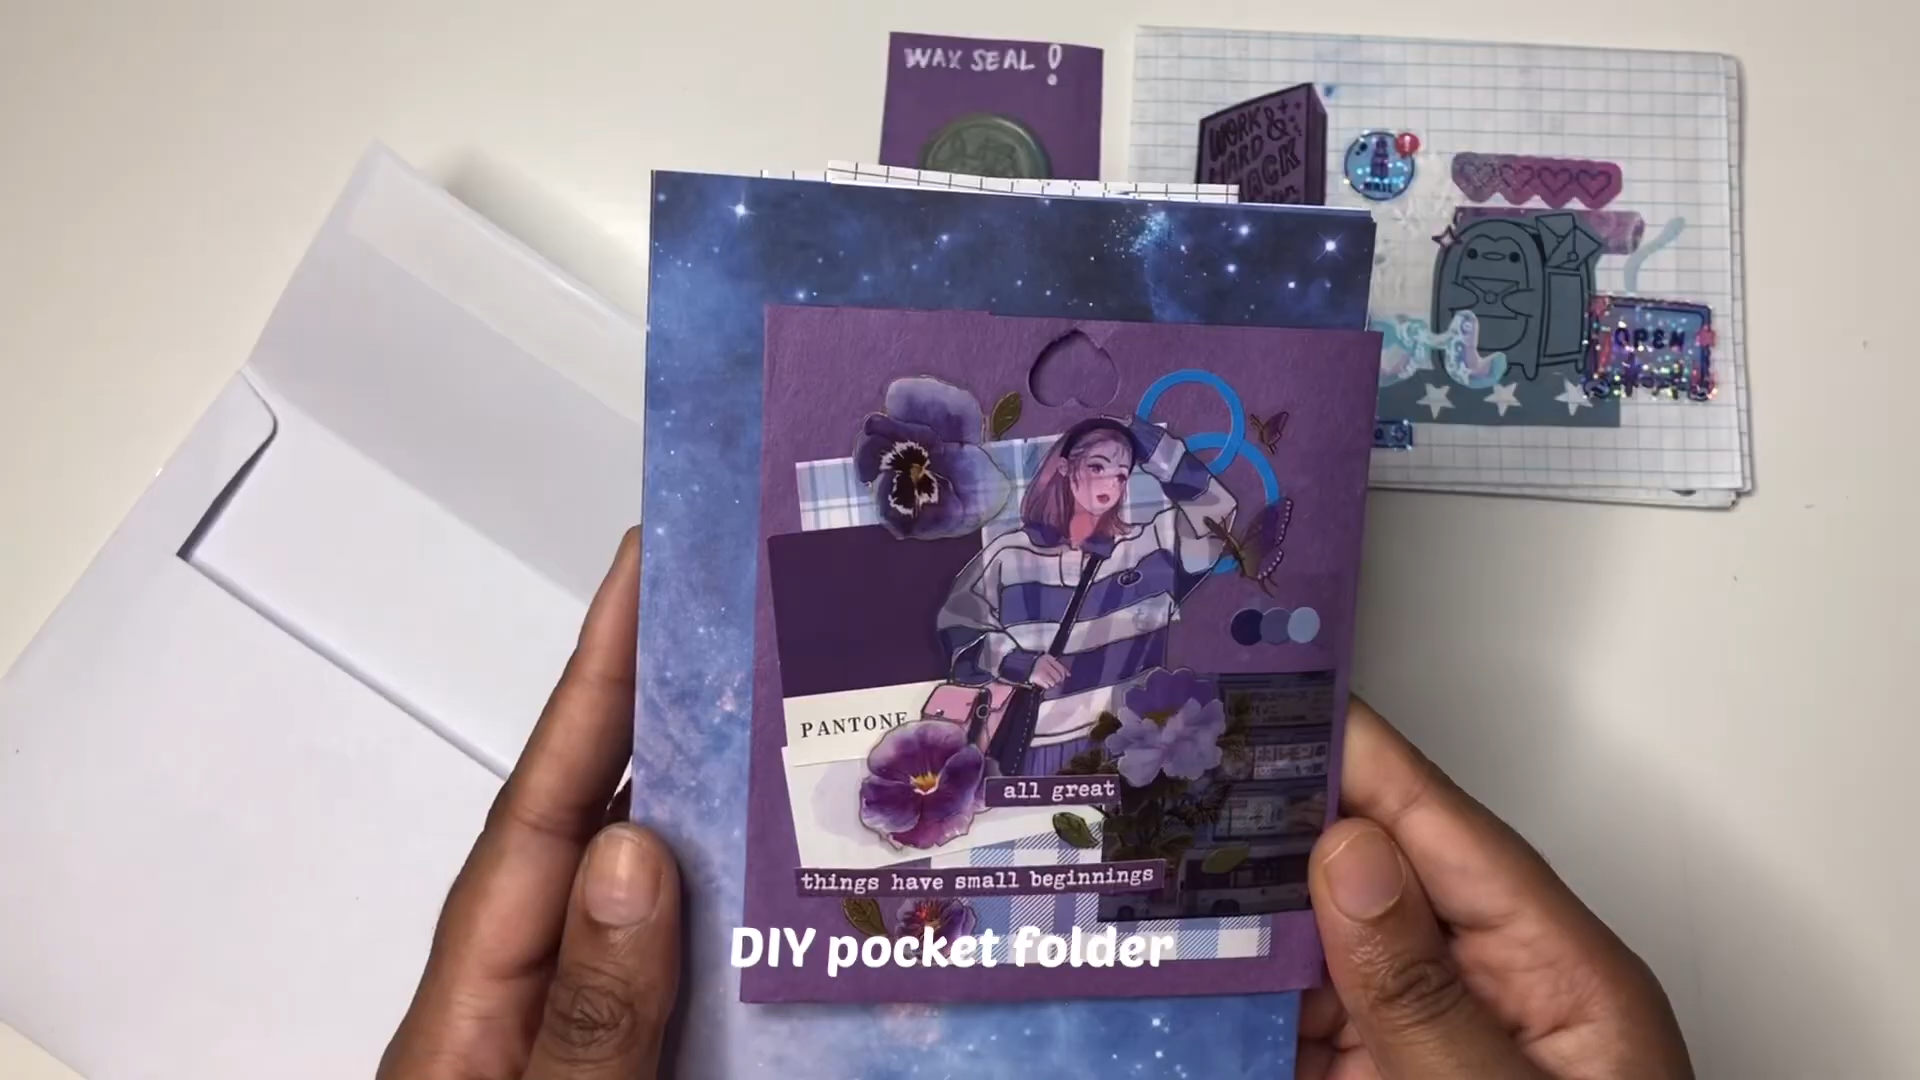 WAX SEAL!
WORK
HARD &
OPEN
PANTONE
all great
things have small beginnings
DIY pocket folder